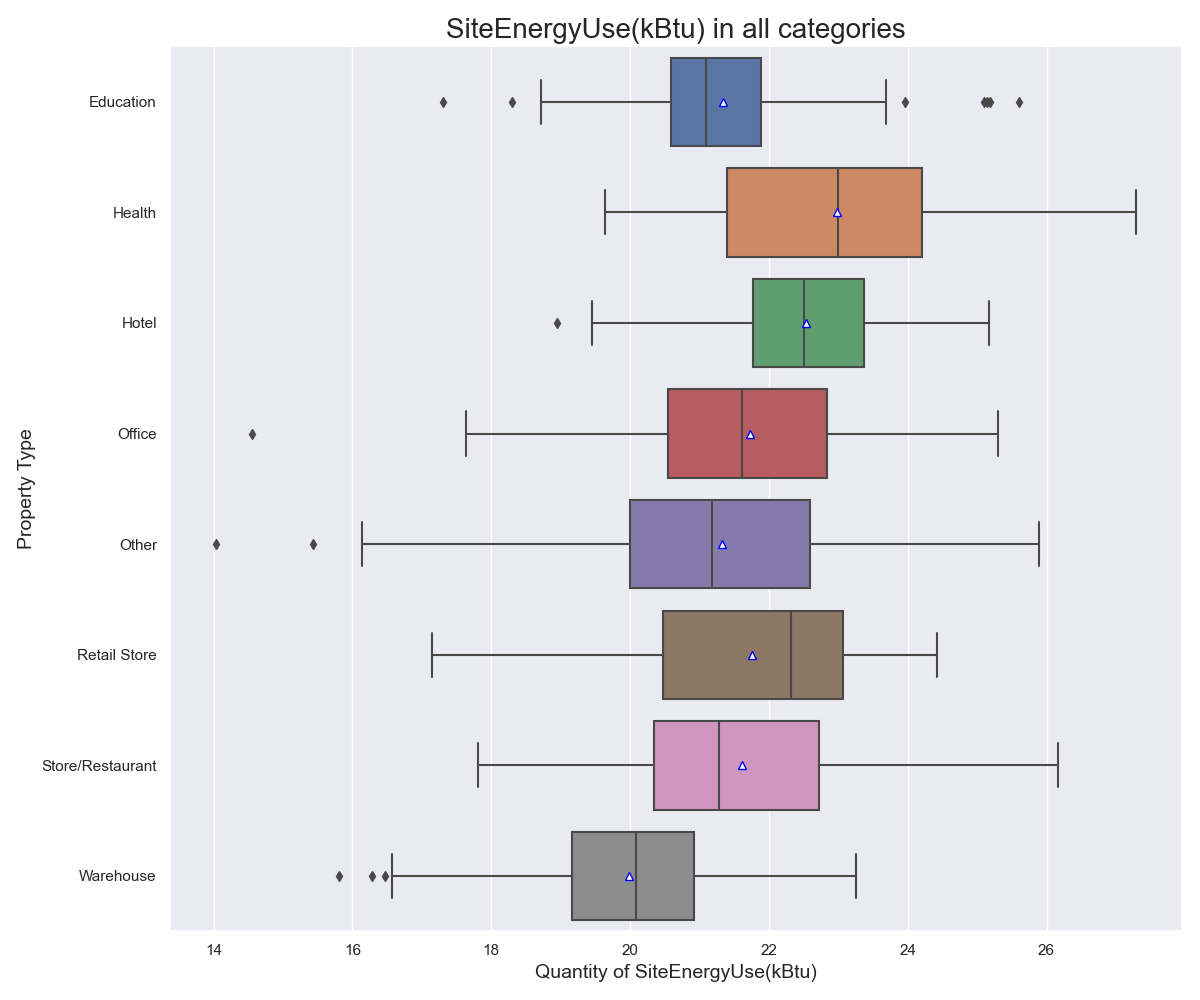 SiteEnergyUse(kBtu) in all categories
Education
Health
Hotel
Office
Other
Retail Store
Store/Restaurant
Warehouse
Property Type
14 16 18 20 22 24 26
Quantity of SiteEnergyUse(kBtu)